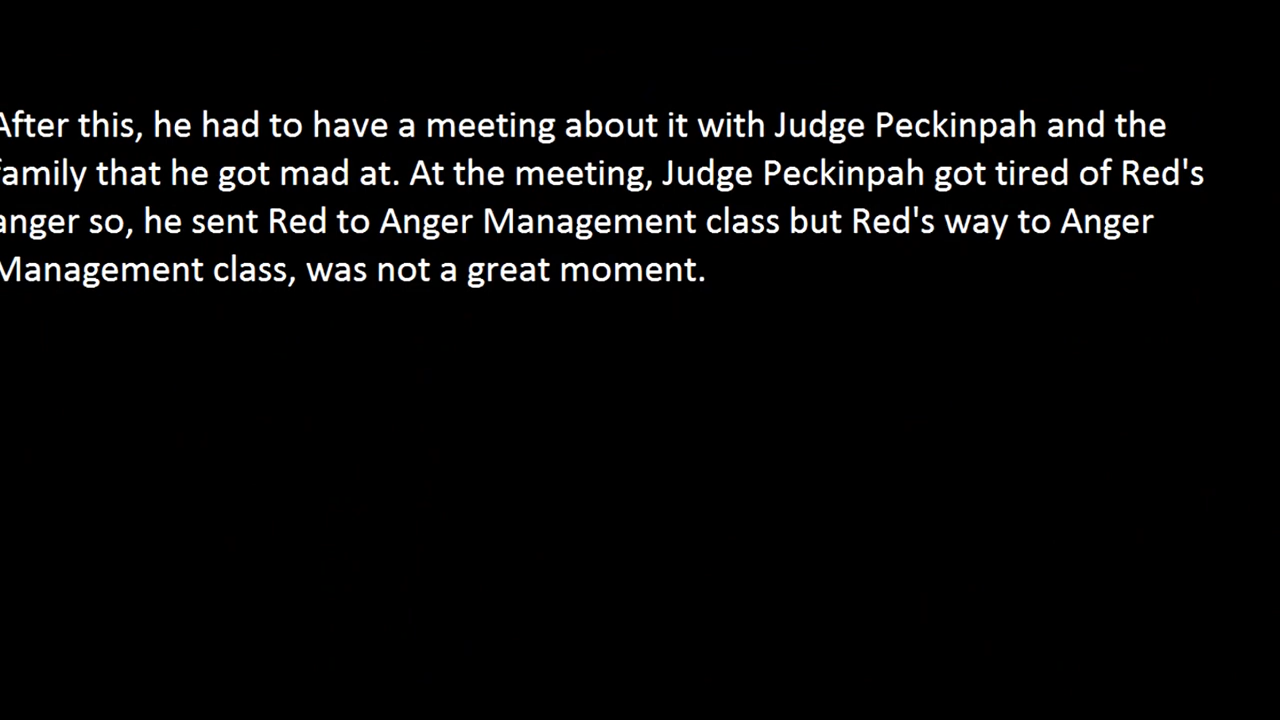 After this, he had to have a meeting about it with Judge Peckinpah and the
family that he got mad at. At the meeting, Judge Peckinpah got tired of Red's
anger so, he sent Red to Anger Management class but Red's way to Anger
Management class, was not a great moment.